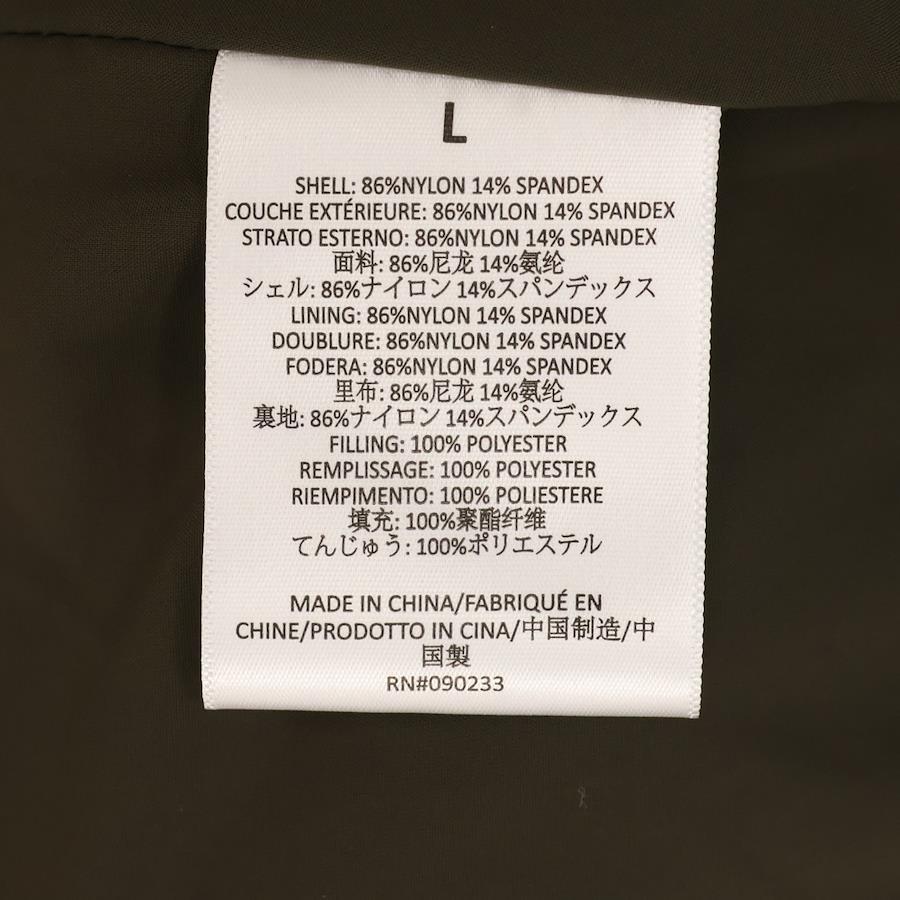 L
SHELL: 86%NYLON 14% SPANDEX
COUCHE EXTÉRIEURE: 86%NYLON 14% SPANDEX
STRATO ESTERNO: 86%NYLON 14% SPANDEX
面料: 86%尼龙 14%氨纶
シェル: 86%ナイロン 14%スパンデックス
LINING: 86%NYLON 14% SPANDEX
DOUBLURE: 86%NYLON 14% SPANDEX
FODERA: 86%NYLON 14% SPANDEX
里布: 86%尼龙 14%氨纶
裏地: 86%ナイロン 14%スパンデックス
FILLING: 100% POLYESTER
REMPLISSAGE: 100% POLYESTER
RIEMPIMENTO: 100% POLIESTERE
填充: 100%聚酯纤维
てんじゅう: 100%ポリエステル
MADE IN CHINA/FABRIQUÉ EN
CHINE/PRODOTTO IN CINA/中国制造/中
国製
RN#090233